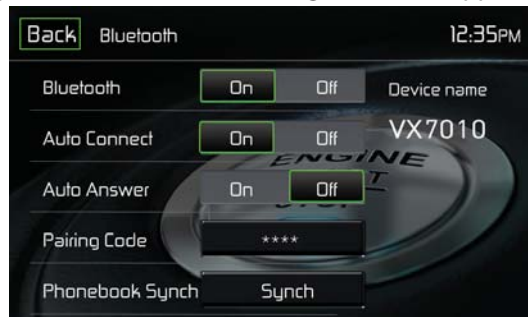 Back Bluetooth 12:35PM
Bluetooth On Off Device name
Auto Connect On Off VX7010
ENGINE
Auto Answer On Off
Pairing Code ****
Phonebook Synch Synch